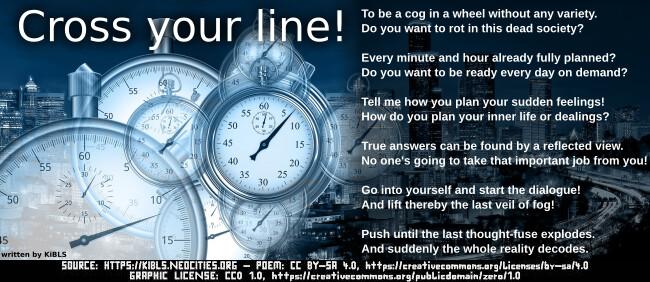 Cross your line!
To be a cog in a wheel without any variety.
Do you want to rot in this dead society?
Every minute and hour already fully planned?
Do you want to be ready every day on demand?
Tell me how you plan your sudden feelings!
How do you plan your inner life or dealings?
True answers can be found by a reflected view.
No one's going to take that important job from you!
Go into yourself and start the dialogue!
And lift thereby the last veil of fog!
Push until the last thought-fuse explodes.
And suddenly the whole reality decodes.
written by KiBLS
SOURCE: HTTPS://KIBLS.NEOCITIES.ORG – POEM: CC BY-SA 4.0, https://creativecommons.org/licenses/by-sa/4.0
GRAPHIC LICENSE: CC0 1.0, https://creativecommons.org/publicdomain/zero/1.0